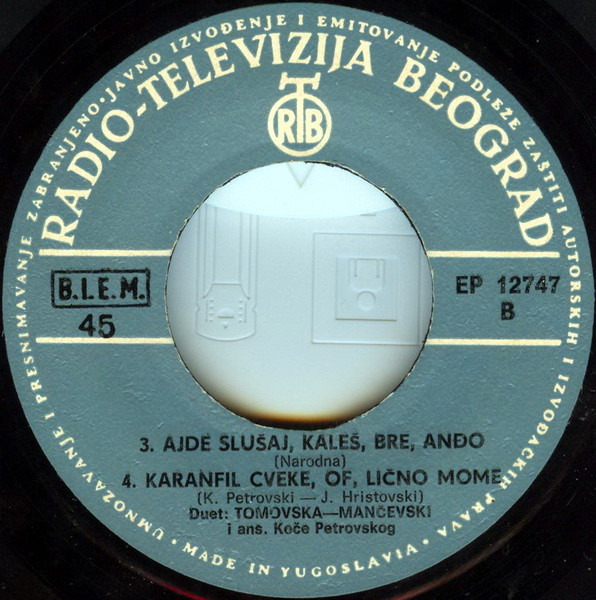 UMNOŽAVANJE I PRESNIMAVANJE ZABRANJENO • JAVNO IZVOĐENJE I EMITOVANJE PODLEŽE ZAŠTITI AUTORSKIH I IZVOĐAČKIH PRAVA •
RADIO-TELEVIZIJA BEOGRAD
RTB
B.I.E.M.
45
EP 12747
B
3. AJDE SLUŠAJ, KALEŠ, BRE, ANĐO
(Narodna)
4. KARANFIL CVEKE, OF, LIČNO MOME
(K. Petrovski — J. Hristovski)
Duet: TOMOVSKA—MANČEVSKI
i ans. Koče Petrovskog
MADE IN YUGOSLAVIA •